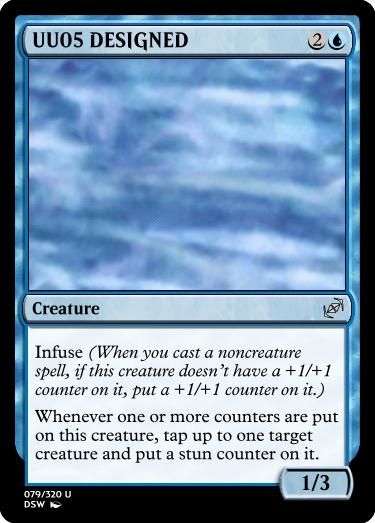 UU05 DESIGNED 2
Creature
Infuse (When you cast a noncreature
spell, if this creature doesn't have a +1/+1
counter on it, put a +1/+1 counter on it.)
Whenever one or more counters are put
on this creature, tap up to one target
creature and put a stun counter on it.
1/3
079/320 U
DSW